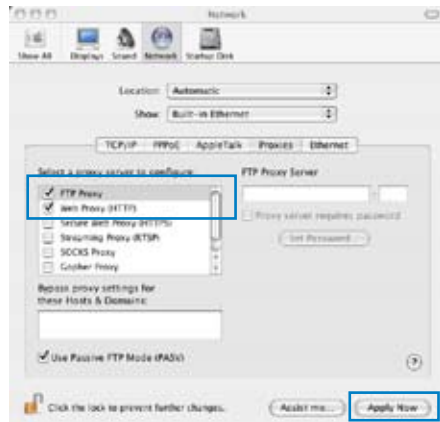 Network
Show All Displays Sound Network Startup Disk
Location: Automatic
Show: Built-in Ethernet
TCP/IP PPPoE AppleTalk Proxies Ethernet
Select a proxy server to configure FTP Proxy Server
FTP Proxy
Web Proxy (HTTP)
:
Secure Web Proxy (HTTPS)
Proxy server requires password
Streaming Proxy (RTSP)
Set Password
SOCKS Proxy
Gopher Proxy
Bypass proxy settings for
these Hosts & Domains:
Use Passive FTP Mode (PASV)
?
Click the lock to prevent further changes.
Assist me... Apply Now